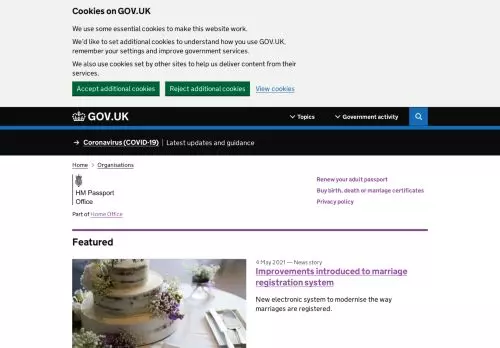 Cookies on GOV.UK
We use some essential cookies to make this website work.
We'd like to set additional cookies to understand how you use GOV.UK,
remember your settings and improve government services.
We also use cookies set by other sites to help us deliver content from their
services.
Accept additional cookies Reject additional cookies View cookies
GOV.UK Topics Government activity
→ Coronavirus (COVID-19) Latest updates and guidance
Home > Organisations
HM Passport
Office
Part of Home Office
Renew your adult passport
Buy birth, death or marriage certificates
Privacy policy
Featured
4 May 2021 — News story
Improvements introduced to marriage
registration system
New electronic system to modernise the way
marriages are registered.